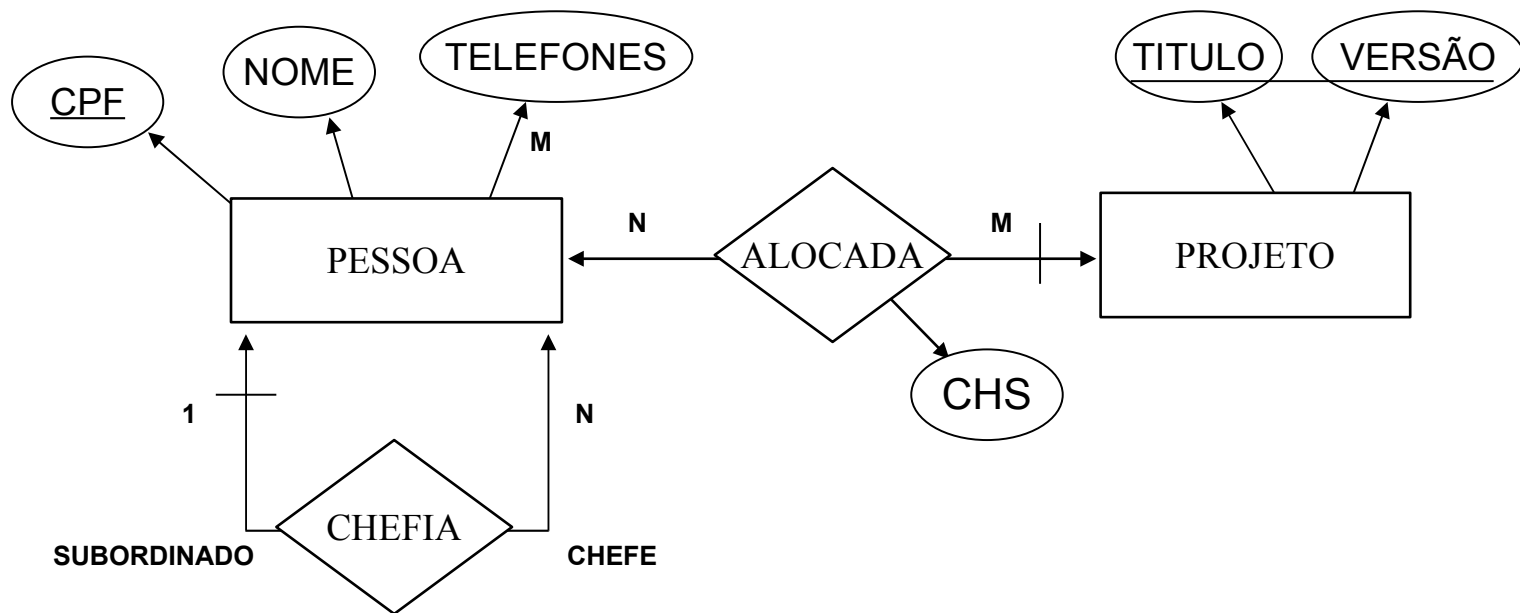 CPF
NOME
TELEFONES
M
TITULO
VERSÃO
PESSOA
N
ALOCADA
M
PROJETO
CHS
1
N
SUBORDINADO
CHEFIA
CHEFE